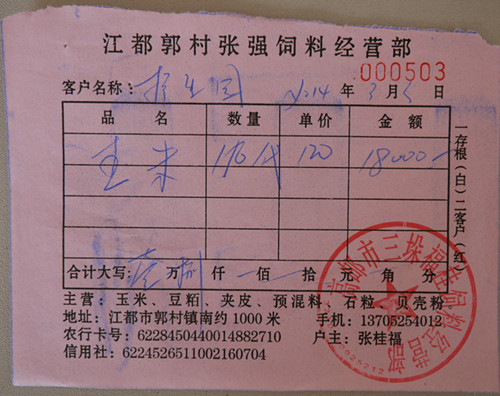 江都郭村张强饲料经营部
000503
客户名称： 年 3 月 日
品名 数量 单价 金额
玉米 120 18000
一存根（白）二客户（红）
合计大写： 万 捌 仟 佰 拾 元 角 分
主营：玉米、豆粕、夹皮、预混料、石粒、贝壳粉
地址：江都市郭村镇南约1000米 手机：13705254012
农行卡号：6228450440014882710 户主：张桂福
信用社：6224526511002160704